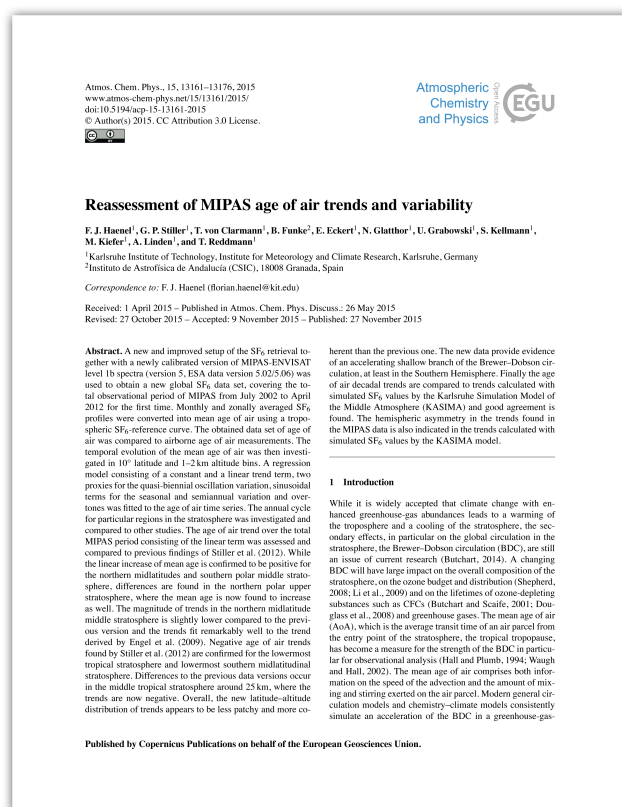 Atmos. Chem. Phys., 15, 13161–13176, 2015
www.atmos-chem-phys.net/15/13161/2015/
doi:10.5194/acp-15-13161-2015
© Author(s) 2015. CC Attribution 3.0 License.
cc BY
Atmospheric
Chemistry
and Physics
Open Access
EGU
Reassessment of MIPAS age of air trends and variability
F. J. Haenel1, G. P. Stiller1, T. von Clarmann1, B. Funke2, E. Eckert1, N. Glatthor1, U. Grabowski1, S. Kellmann1,
M. Kiefer1, A. Linden1, and T. Reddmann1
1Karlsruhe Institute of Technology, Institute for Meteorology and Climate Research, Karlsruhe, Germany
2Instituto de Astrofísica de Andalucía (CSIC), 18008 Granada, Spain
Correspondence to: F. J. Haenel (florian.haenel@kit.edu)
Received: 1 April 2015 – Published in Atmos. Chem. Phys. Discuss.: 26 May 2015
Revised: 27 October 2015 – Accepted: 9 November 2015 – Published: 27 November 2015
Abstract. A new and improved setup of the SF6 retrieval to-
gether with a newly calibrated version of MIPAS-ENVISAT
level 1b spectra (version 5, ESA data version 5.02/5.06) was
used to obtain a new global SF6 data set, covering the to-
tal observational period of MIPAS from July 2002 to April
2012 for the first time. Monthly and zonally averaged SF6
profiles were converted into mean age of air using a tropo-
spheric SF6-reference curve. The obtained data set of age of
air was compared to airborne age of air measurements. The
temporal evolution of the mean age of air was then investi-
gated in 10° latitude and 1–2 km altitude bins. A regression
model consisting of a constant and a linear trend term, two
proxies for the quasi-biennial oscillation variation, sinusoidal
terms for the seasonal and semiannual variation and over-
tones was fitted to the age of air time series. The annual cycle
for particular regions in the stratosphere was investigated and
compared to other studies. The age of air trend over the total
MIPAS period consisting of the linear term was assessed and
compared to previous findings of Stiller et al. (2012). While
the linear increase of mean age is confirmed to be positive for
the northern midlatitudes and southern polar middle strato-
sphere, differences are found in the northern polar upper
stratosphere, where the mean age is now found to increase
as well. The magnitude of trends in the northern midlatitude
middle stratosphere is slightly lower compared to the previ-
ous version and the trends fit remarkably well to the trend
derived by Engel et al. (2009). Negative age of air trends
found by Stiller et al. (2012) are confirmed for the lowermost
tropical stratosphere and lowermost southern midlatitudinal
stratosphere. Differences to the previous data versions occur
in the middle tropical stratosphere around 25 km, where the
trends are now negative. Overall, the new latitude–altitude
distribution of trends appears to be less patchy and more co-
herent than the previous one. The new data provide evidence
of an accelerating shallow branch of the Brewer–Dobson cir-
culation, at least in the Southern Hemisphere. Finally the age
of air decadal trends are compared to trends calculated with
simulated SF6 values by the Karlsruhe Simulation Model of
the Middle Atmosphere (KASIMA) and good agreement is
found. The hemispheric asymmetry in the trends found in
the MIPAS data is also indicated in the trends calculated with
simulated SF6 values by the KASIMA model.
1 Introduction
While it is widely accepted that climate change with en-
hanced greenhouse-gas abundances leads to a warming of
the troposphere and a cooling of the stratosphere, the sec-
ondary effects, in particular on the global circulation in the
stratosphere, the Brewer–Dobson circulation (BDC), are still
an issue of current research (Butchart, 2014). A changing
BDC will have large impact on the overall composition of the
stratosphere, on the ozone budget and distribution (Shepherd,
2008; Li et al., 2009) and on the lifetimes of ozone-depleting
substances such as CFCs (Butchart and Scaife, 2001; Dou-
glass et al., 2008) and greenhouse gases. The mean age of air
(AoA), which is the average transit time of an air parcel from
the entry point of the stratosphere, the tropical tropopause,
has become a measure for the strength of the BDC in particu-
lar for observational analysis (Hall and Plumb, 1994; Waugh
and Hall, 2002). The mean age of air comprises both infor-
mation on the speed of the advection and the amount of mix-
ing and stirring exerted on the air parcel. Modern general cir-
culation models and chemistry–climate models consistently
simulate an acceleration of the BDC in a greenhouse-gas-
Published by Copernicus Publications on behalf of the European Geosciences Union.